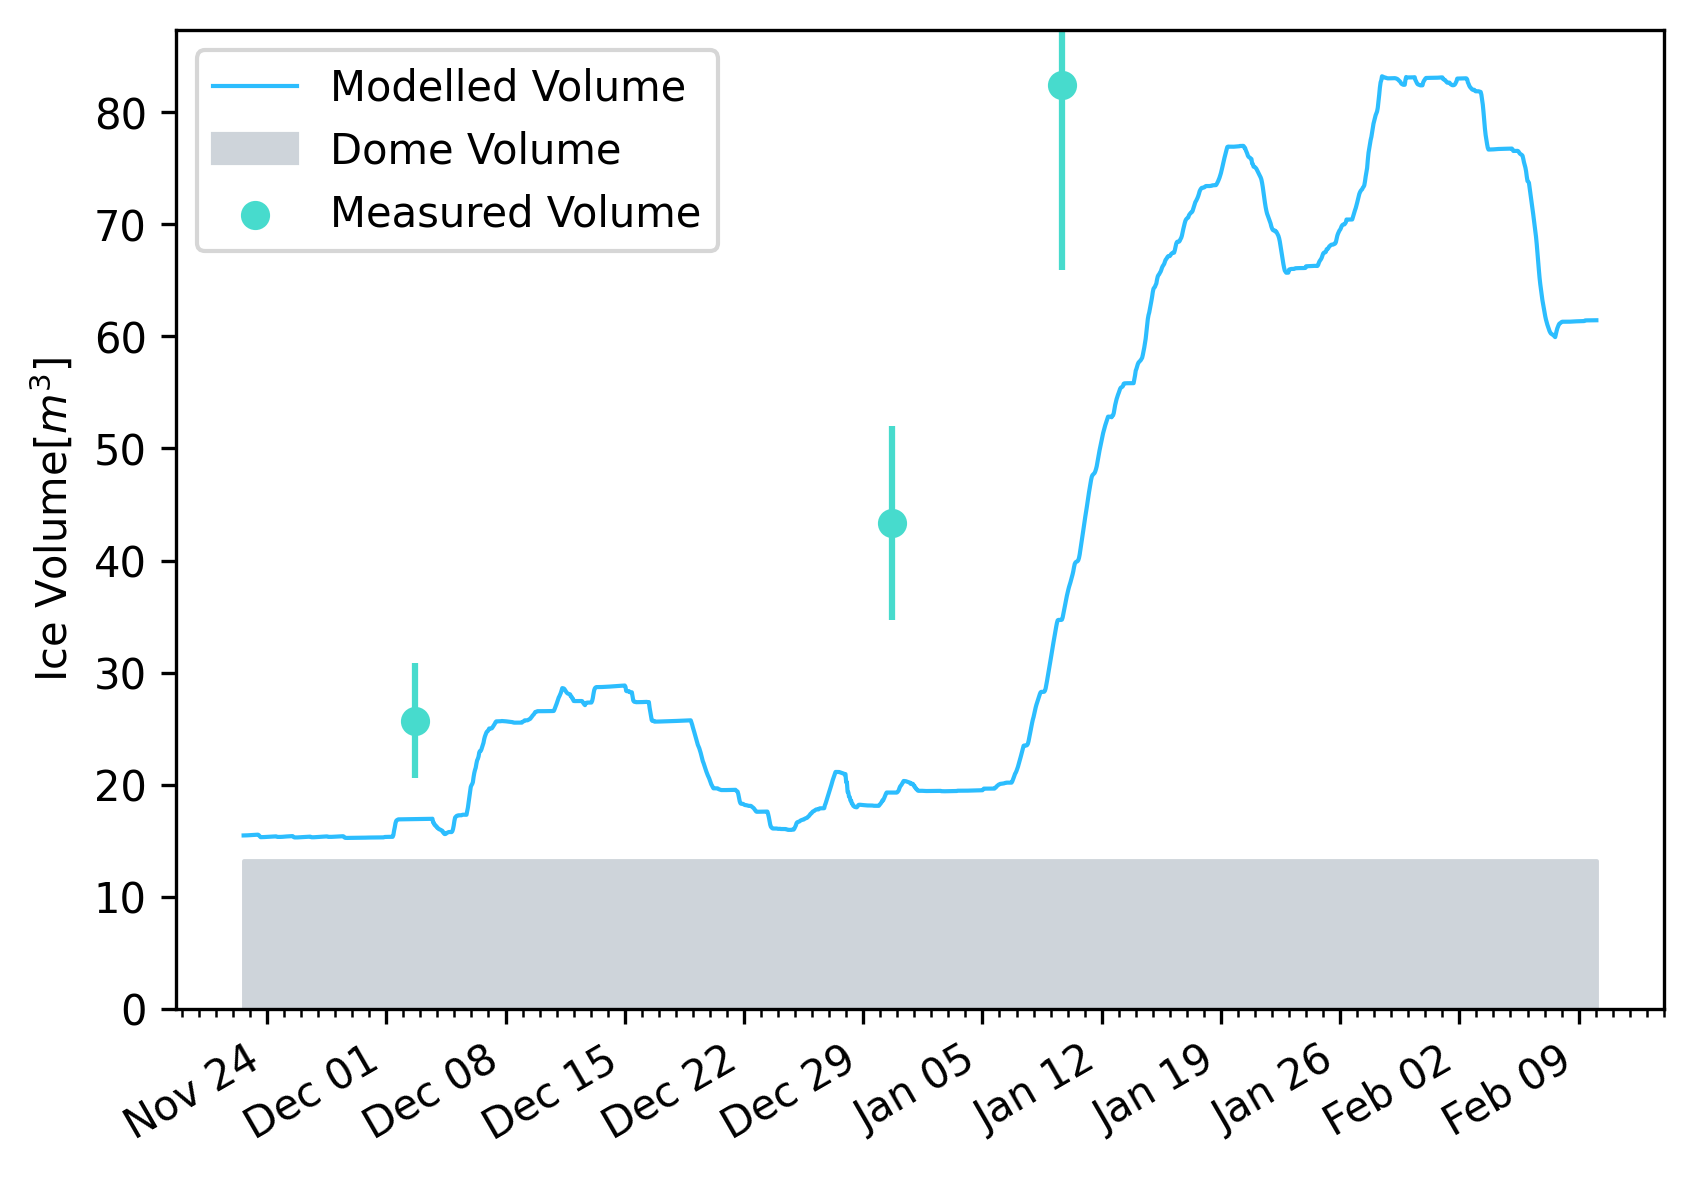 Modelled Volume
Dome Volume
Measured Volume
Ice Volume[m³]
80
70
60
50
40
30
20
10
0
Nov 24
Dec 01
Dec 08
Dec 15
Dec 22
Dec 29
Jan 05
Jan 12
Jan 19
Jan 26
Feb 02
Feb 09